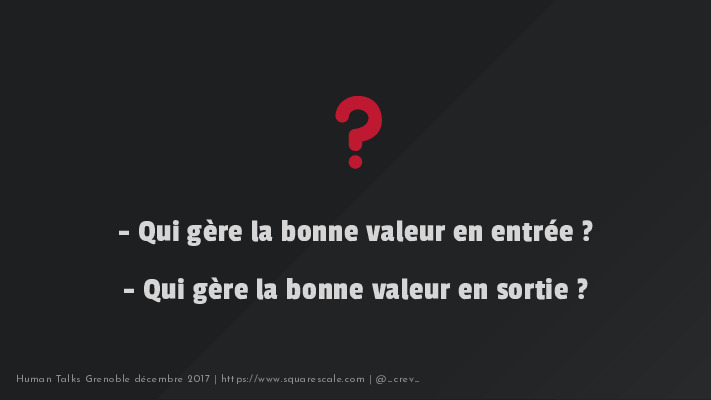 ?
- Qui gère la bonne valeur en entrée ?
- Qui gère la bonne valeur en sortie ?
Human Talks Grenoble décembre 2017 | https://www.squarescale.com | @_crev_